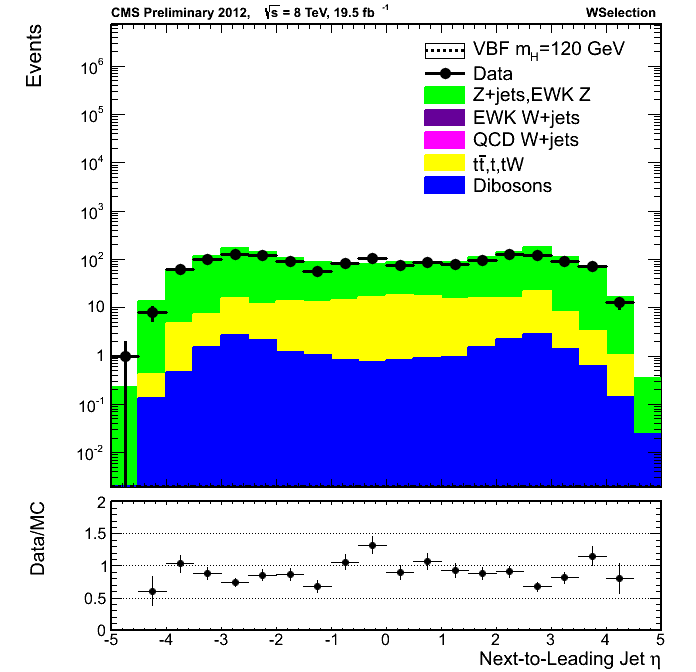 CMS Preliminary 2012, √s = 8 TeV, 19.5 fb⁻¹ WSelection
Events
VBF m_H=120 GeV
Data
Z+jets,EWK Z
EWK W+jets
QCD W+jets
tt̄,t,tW
Dibosons
10⁶
10⁵
10⁴
10³
10²
10
1
10⁻¹
10⁻²
Data/MC
2
1.5
1
0.5
0
-5 -4 -3 -2 -1 0 1 2 3 4 5
Next-to-Leading Jet η